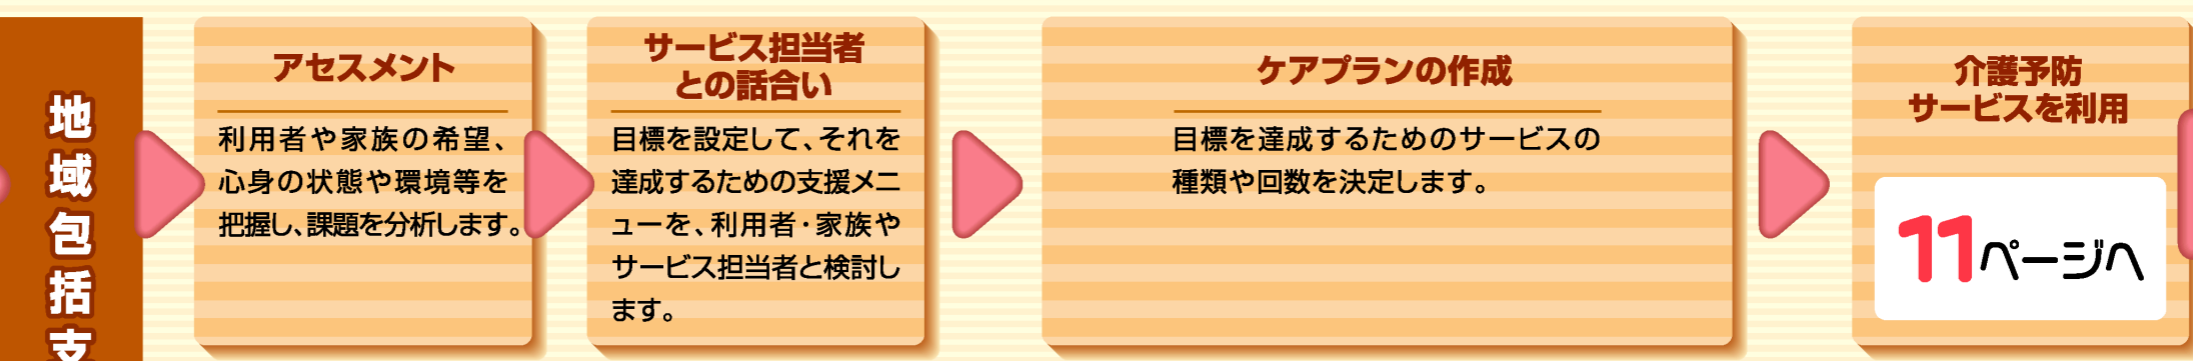 地域包括支
アセスメント
利用者や家族の希望、
心身の状態や環境等を
把握し、課題を分析します。
サービス担当者
との話合い
目標を設定して、それを
達成するための支援メニ
ューを、利用者・家族や
サービス担当者と検討し
ます。
ケアプランの作成
目標を達成するためのサービスの
種類や回数を決定します。
介護予防
サービスを利用
11ページへ